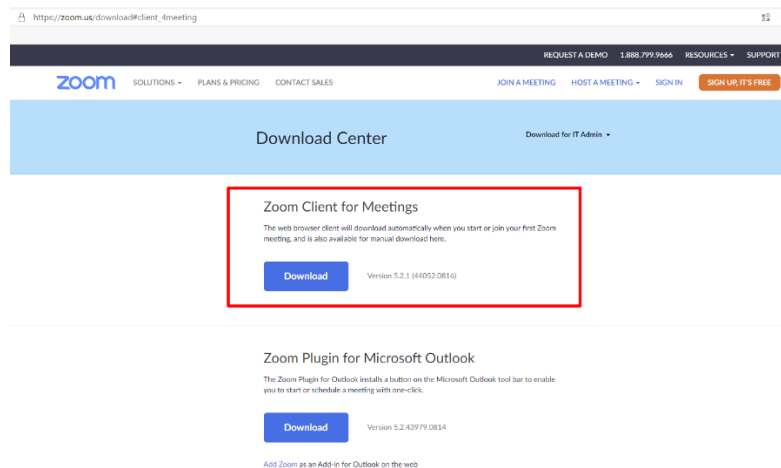 https://zoom.us/download#client_4meeting
REQUEST A DEMO 1.888.799.9666 RESOURCES SUPPORT
zoom SOLUTIONS PLANS & PRICING CONTACT SALES JOIN A MEETING HOST A MEETING SIGN IN SIGN UP, IT'S FREE
Download Center Download for IT Admin
Zoom Client for Meetings
The web browser client will download automatically when you start or join your first Zoom
meeting, and is also available for manual download here.
Download Version 5.2.1 (44052.0816)
Zoom Plugin for Microsoft Outlook
The Zoom Plugin for Outlook installs a button on the Microsoft Outlook tool bar to enable
you to start or schedule a meeting with one-click.
Download Version 5.2.43979.0814
Add Zoom as an Add-in for Outlook on the web